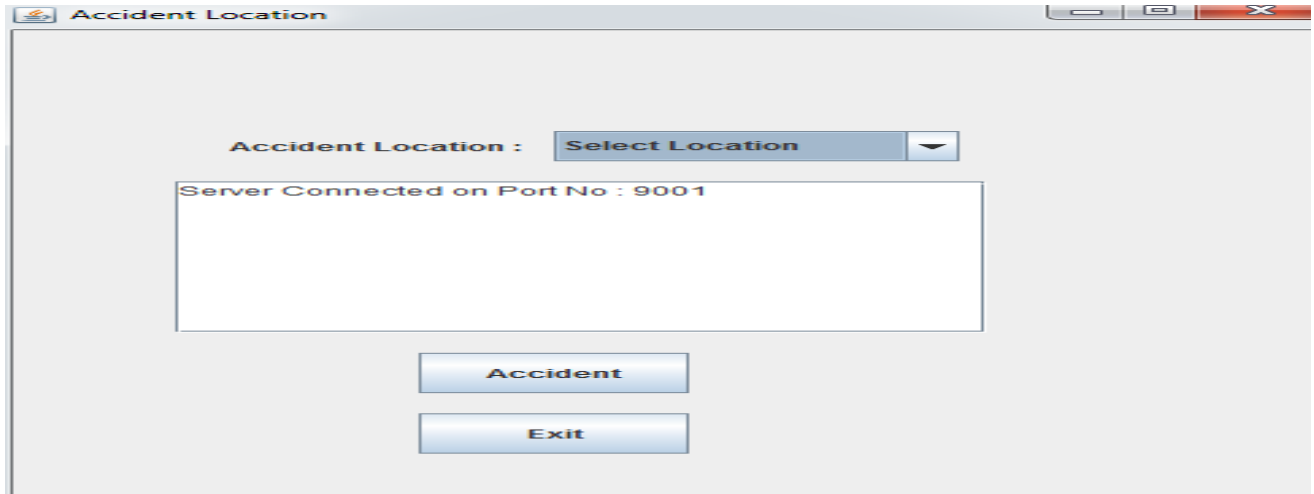 Accident Location
Accident Location : Select Location
Server Connected on Port No : 9001
Accident
Exit